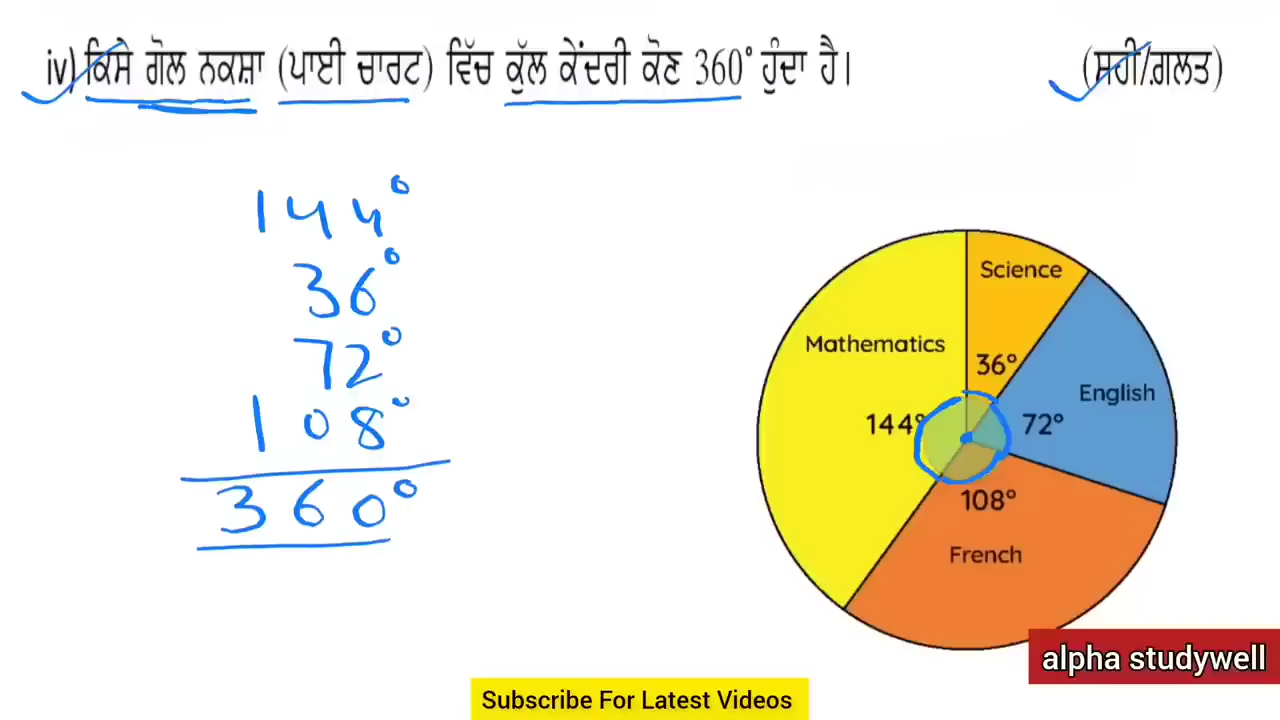 iv) ਕਿਸੇ ਗੋਲ ਨਕਸ਼ਾ (ਪਾਈ ਚਾਰਟ) ਵਿੱਚ ਕੁੱਲ ਕੇਂਦਰੀ ਕੋਣ 360° ਹੁੰਦਾ ਹੈ। (ਸਹੀ/ਗ਼ਲਤ)
144°
36°
72°
108°
360°
Science
36°
Mathematics
144°
English
72°
108°
French
alpha studywell
Subscribe For Latest Videos